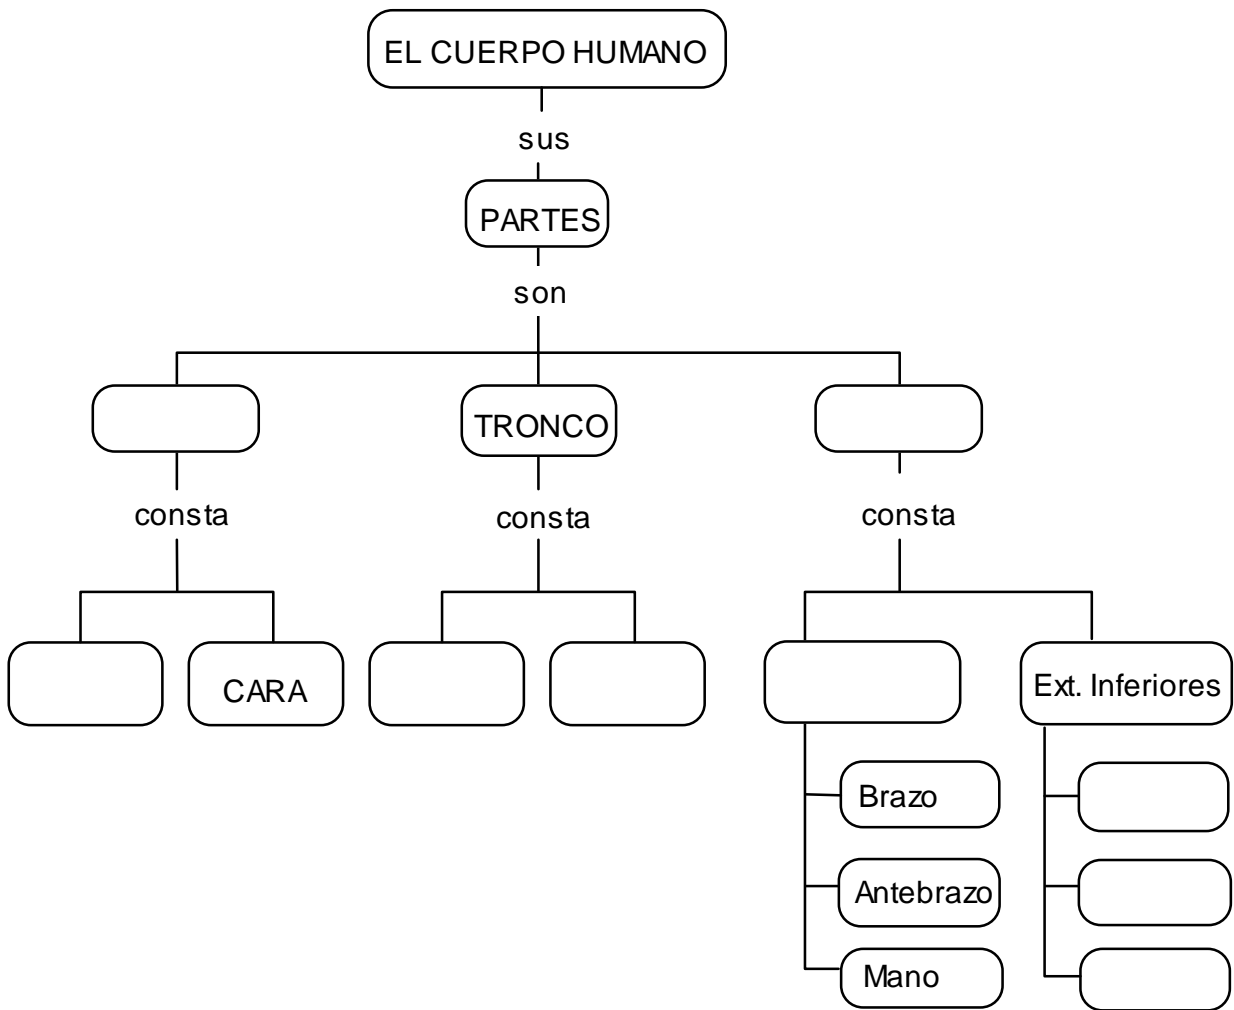 EL CUERPO HUMANO
sus
PARTES
son
TRONCO
consta
consta
consta
CARA
Ext. Inferiores
Brazo
Antebrazo
Mano